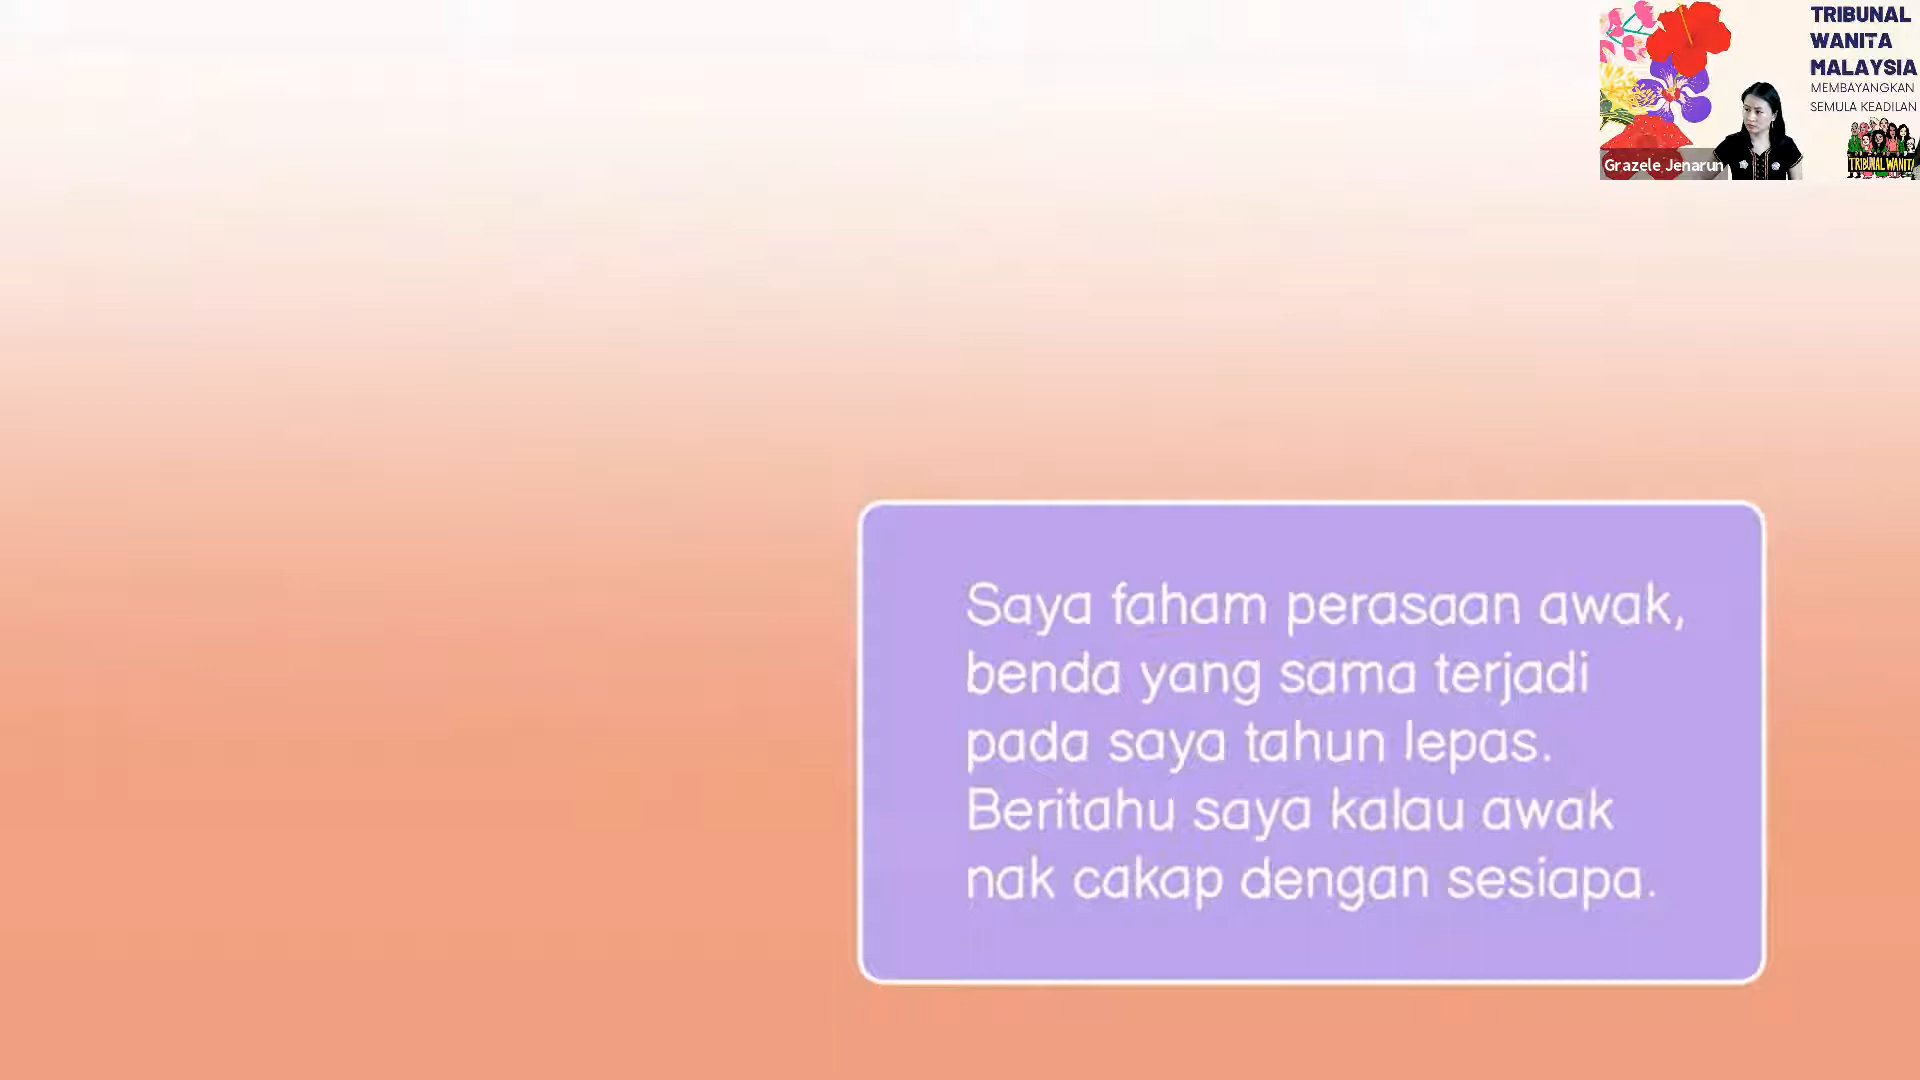 TRIBUNAL
WANITA
MALAYSIA
MEMBAYANGKAN
SEMULA KEADILAN
TRIBUNAL WANITA
Grazele Jenarun
Saya faham perasaan awak,
benda yang sama terjadi
pada saya tahun lepas.
Beritahu saya kalau awak
nak cakap dengan sesiapa.